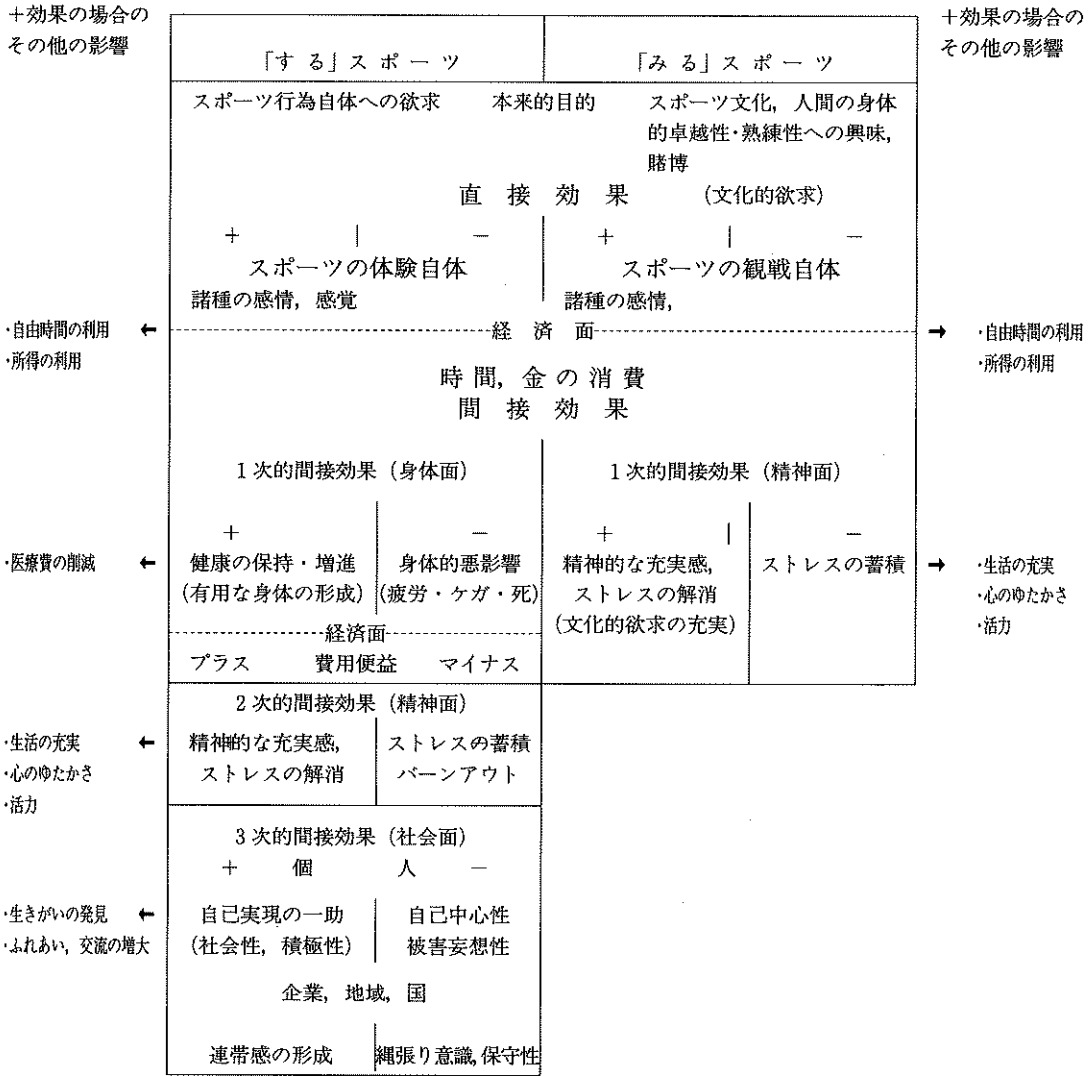 ＋効果の場合の
その他の影響
＋効果の場合の
その他の影響
「する」スポーツ 「みる」スポーツ
スポーツ行為自体への欲求 本来的目的 スポーツ文化，人間の身体
的卓越性・熟練性への興味，
賭博
直接効果 （文化的欲求）
＋ | － ＋ | －
スポーツの体験自体 スポーツの観戦自体
諸種の感情，感覚 諸種の感情，
・自由時間の利用 ← 経済面 → ・自由時間の利用
・所得の利用 ・所得の利用
時間，金の消費
間接効果
1次的間接効果（身体面） 1次的間接効果（精神面）
＋ － ＋ | －
・医療費の削減 ← 健康の保持・増進 身体的悪影響 精神的な充実感， ストレスの蓄積 → ・生活の充実
（有用な身体の形成） （疲労・ケガ・死） ストレスの解消 ・心のゆたかさ
経済面 （文化的欲求の充実） ・活力
プラス 費用便益 マイナス
2次的間接効果（精神面）
・生活の充実 ← 精神的な充実感， ストレスの蓄積
・心のゆたかさ ストレスの解消 バーンアウト
・活力
3次的間接効果（社会面）
＋ 個人 －
・生きがいの発見 ← 自己実現の一助 自己中心性
・ふれあい，交流の増大 （社会性，積極性） 被害妄想性
企業，地域，国
連帯感の形成 縄張り意識，保守性